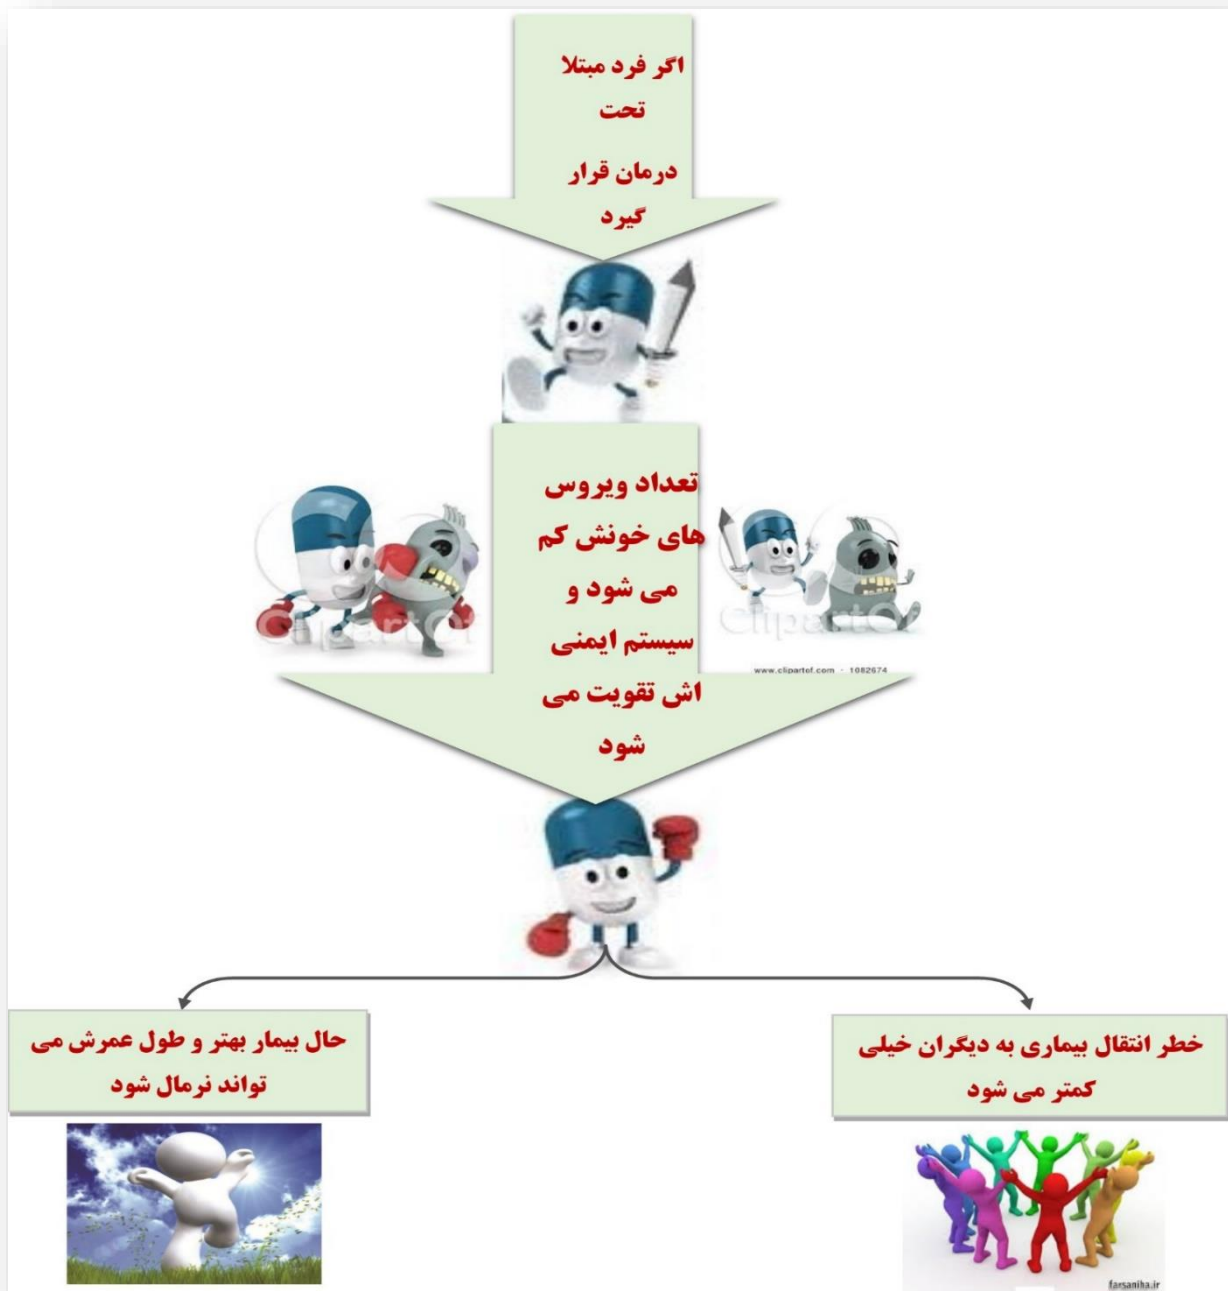 اگر فرد مبتلا
تحت
درمان قرار
گیرد
تعداد ویروس
های خونش کم
می شود و
سیستم ایمنی
اش تقویت می
شود
ClipartOf
ClipartOf
www.clipartof.com · 1082674
خطر انتقال بیماری به دیگران خیلی
کمتر می شود
حال بیمار بهتر و طول عمرش می
تواند نرمال شود
farsaniha.ir